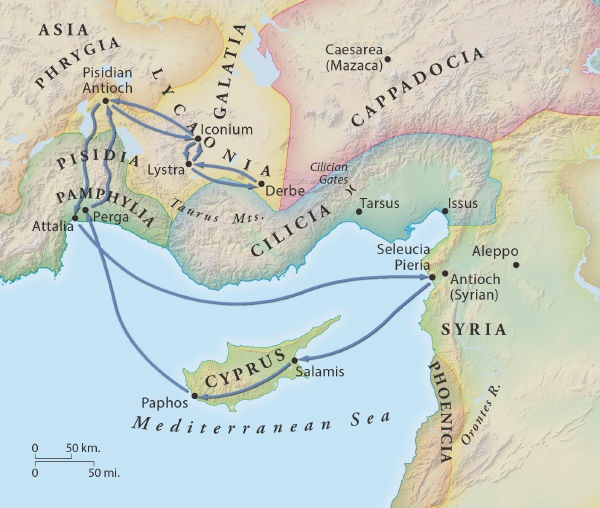 ASIA
PHRYGIA
Pisidian
Antioch
LYCAONIA
GALATIA
Caesarea
(Mazaca)
CAPPADOCIA
Iconium
PISIDIA
Lystra
Derbe
Cilician
Gates
PAMPHYLIA
Taurus Mts.
CILICIA
Tarsus
Issus
Attalia
Perga
Seleucia
Pieria
Aleppo
Antioch
(Syrian)
SYRIA
CYPRUS
Salamis
Paphos
PHOENICIA
Orontes R.
Mediterranean Sea
0 50 km.
0 50 mi.